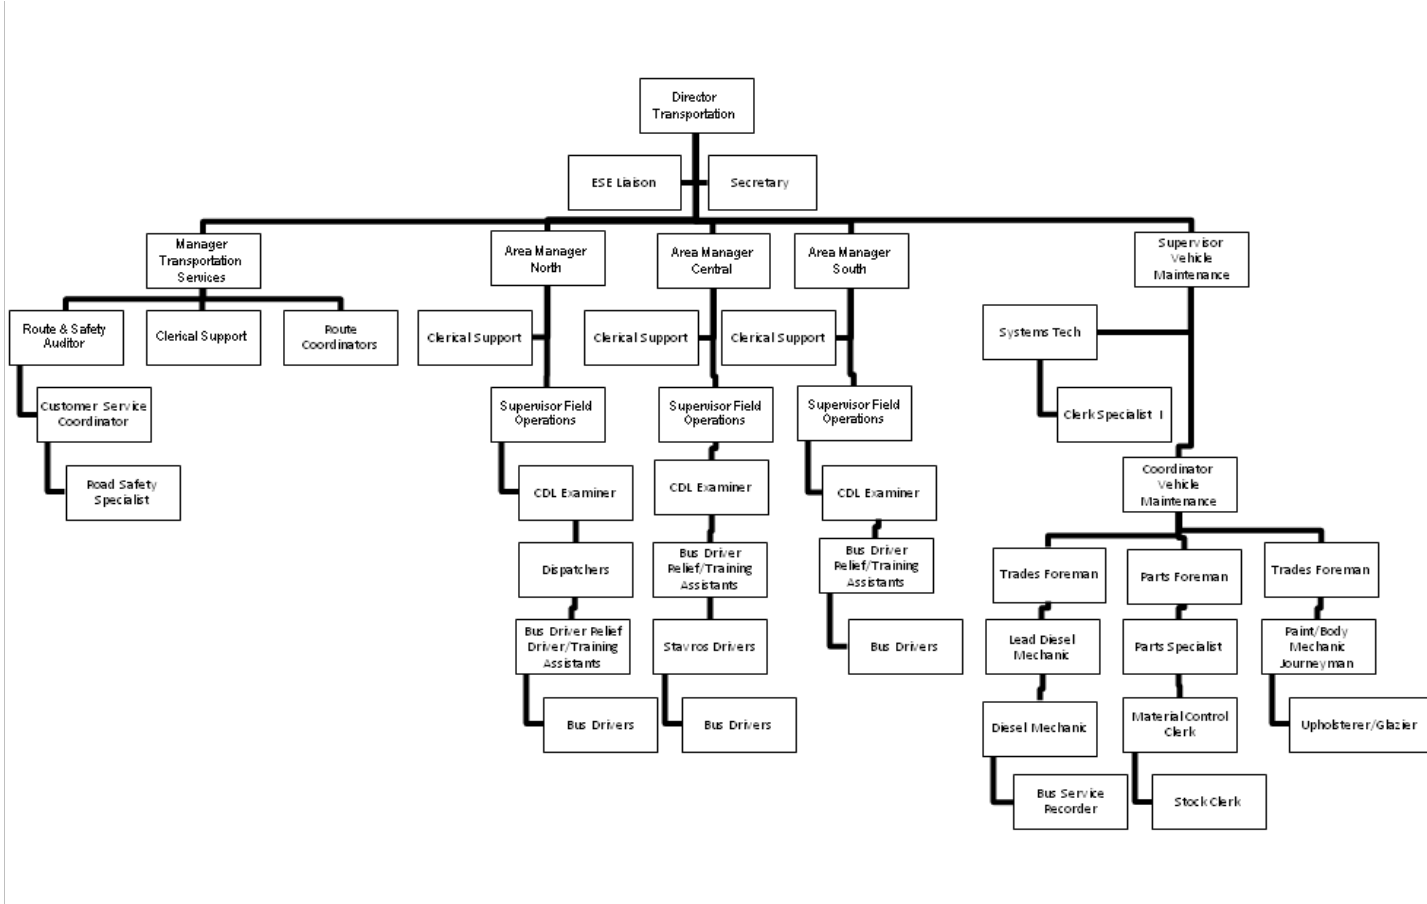 Director
Transportation
ESE Liaison
Secretary
Manager
Transportation
Services
Area Manager
North
Area Manager
Central
Area Manager
South
Supervisor
Vehicle
Maintenance
Route & Safety
Auditor
Clerical Support
Route
Coordinators
Clerical Support
Clerical Support
Clerical Support
Systems Tech
Customer Service
Coordinator
Supervisor Field
Operations
Supervisor Field
Operations
Supervisor Field
Operations
Clerk Specialist I
Road Safety
Specialist
CDL Examiner
CDL Examiner
CDL Examiner
Coordinator
Vehicle
Maintenance
Dispatchers
Bus Driver
Relief/Training
Assistants
Bus Driver
Relief/Training
Assistants
Trades Foreman
Parts Foreman
Trades Foreman
Bus Driver Relief
Driver/Training
Assistants
Stavros Drivers
Bus Drivers
Lead Diesel
Mechanic
Parts Specialist
Paint/Body
Mechanic
Journeyman
Bus Drivers
Bus Drivers
Diesel Mechanic
Material Control
Clerk
Upholsterer/Glazier
Bus Service
Recorder
Stock Clerk